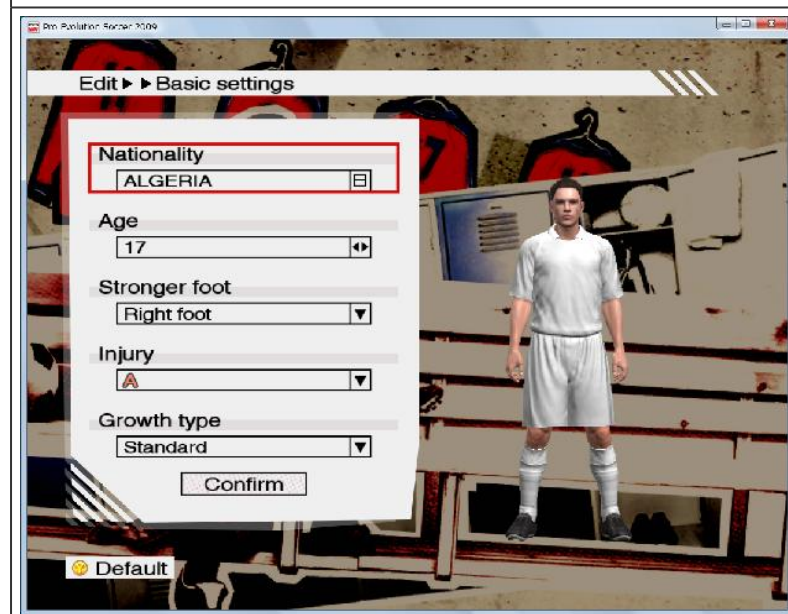 Pro Evolution Soccer 2009
Edit ▶ ▶ Basic settings
Nationality
ALGERIA
Age
17
Stronger foot
Right foot
Injury
A
Growth type
Standard
Confirm
Default